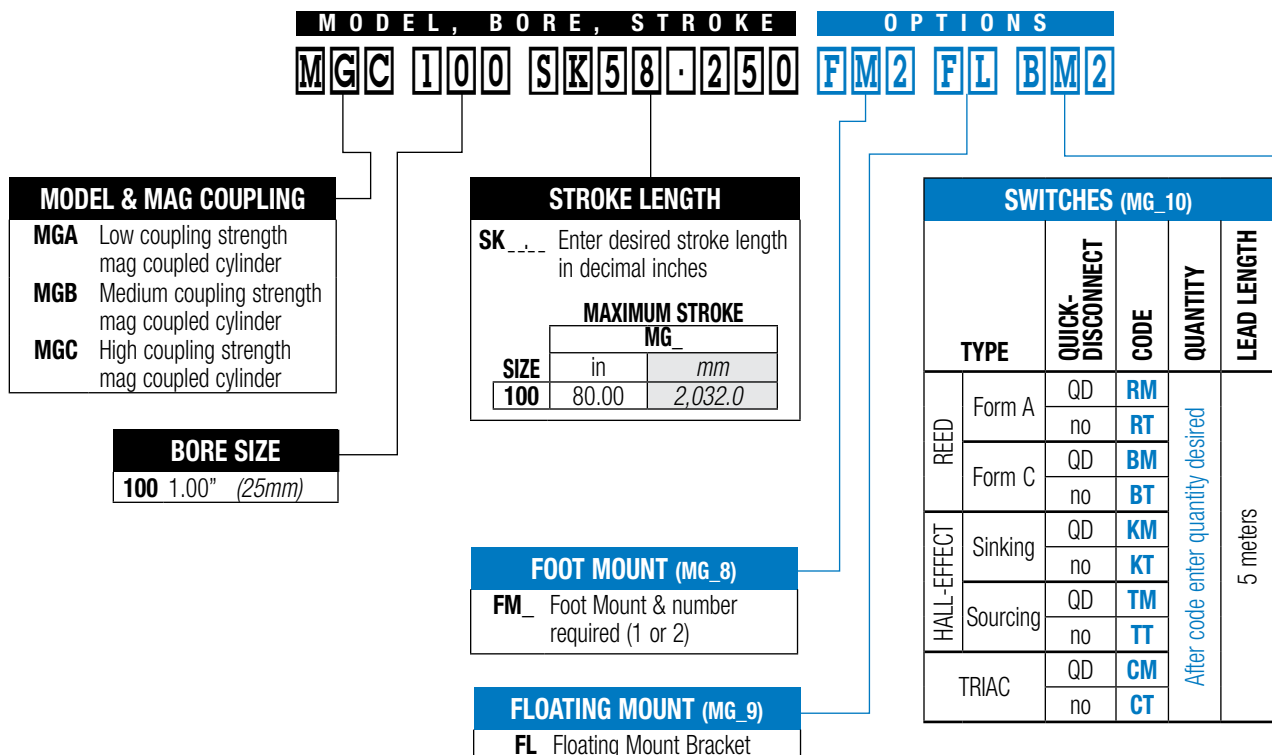 MODEL, BORE, STROKE OPTIONS
MGC 100 SK58.250 FM2 FL BM2
MODEL & MAG COUPLING
MGA Low coupling strength
mag coupled cylinder
MGB Medium coupling strength
mag coupled cylinder
MGC High coupling strength
mag coupled cylinder
BORE SIZE
100 1.00" (25mm)
STROKE LENGTH
SK_ _._ _ Enter desired stroke length
in decimal inches
MAXIMUM STROKE
MG_
SIZE in mm
100 80.00 2,032.0
FOOT MOUNT (MG_8)
FM_ Foot Mount & number
required (1 or 2)
FLOATING MOUNT (MG_9)
FL Floating Mount Bracket
SWITCHES (MG_10)
TYPE QUICK-DISCONNECT CODE QUANTITY LEAD LENGTH
REED Form A QD RM
no RT
Form C QD BM
no BT
HALL-EFFECT Sinking QD KM
no KT
Sourcing QD TM
no TT
TRIAC QD CM
no CT
After code enter quantity desired
5 meters